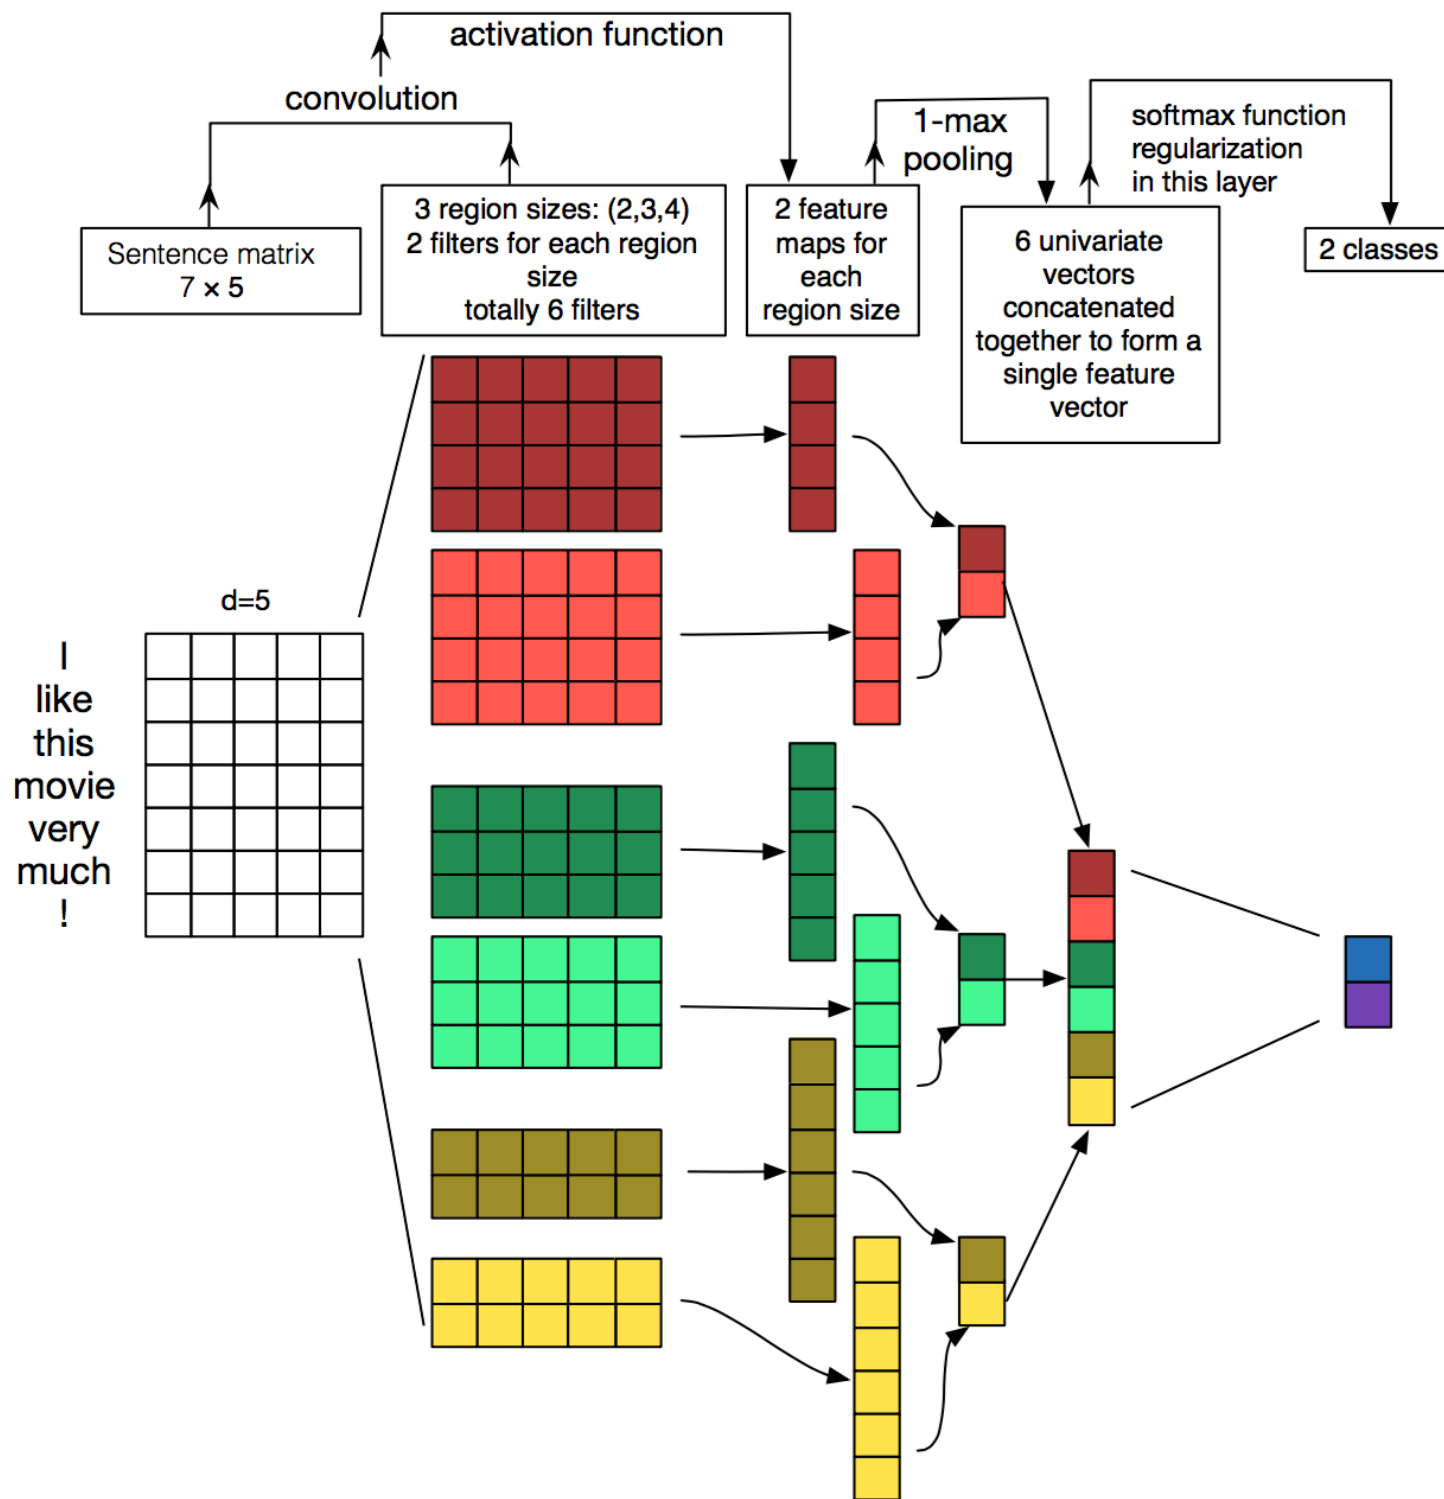 activation function
convolution
1-max
pooling
softmax function
regularization
in this layer
Sentence matrix
7 × 5
3 region sizes: (2,3,4)
2 filters for each region
size
totally 6 filters
2 feature
maps for
each
region size
6 univariate
vectors
concatenated
together to form a
single feature
vector
2 classes
d=5
I
like
this
movie
very
much
!